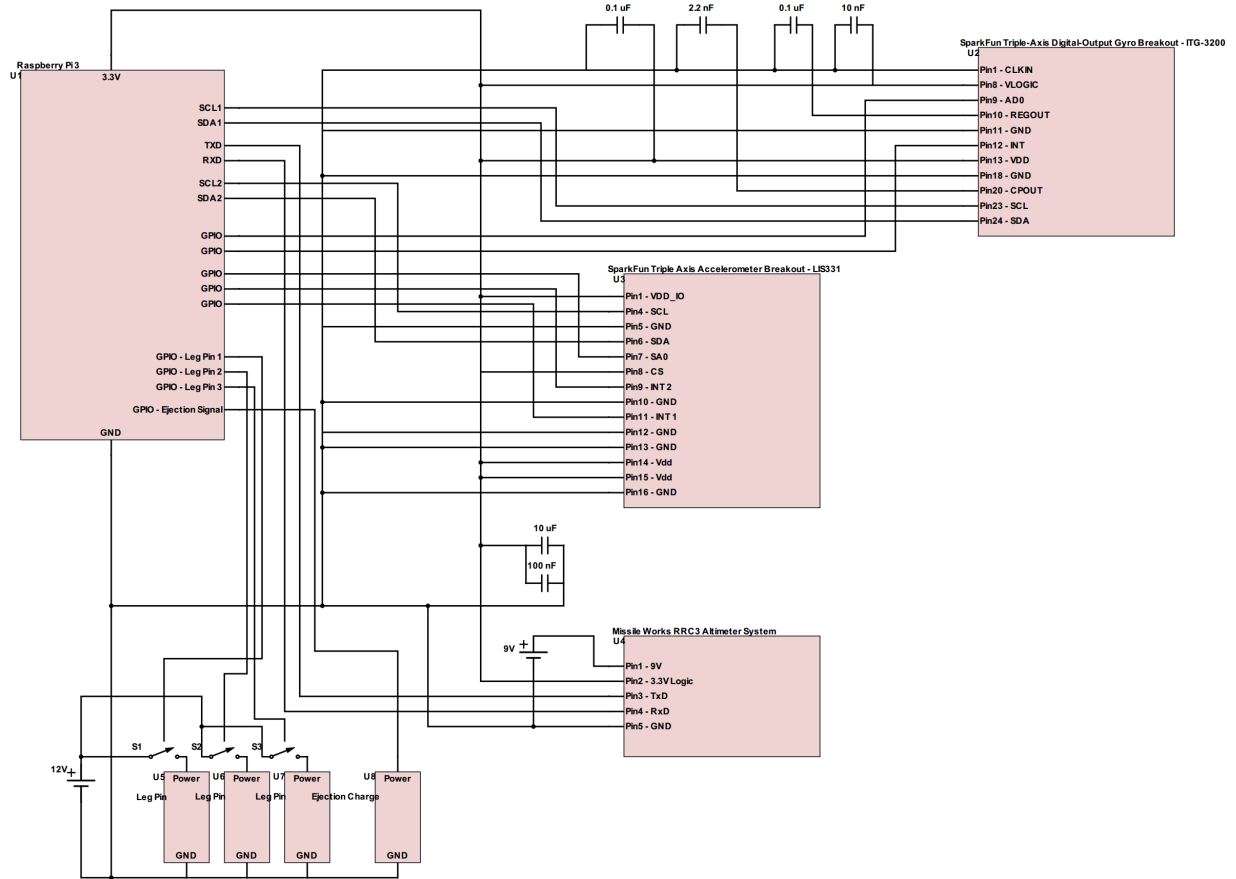 0.1 uF
2.2 nF
0.1 uF
10 nF
SparkFun Triple-Axis Digital-Output Gyro Breakout - ITG-3200
U2
Pin1 - CLKIN
Pin8 - VLOGIC
Pin9 - AD0
Pin10 - REGOUT
Pin11 - GND
Pin12 - INT
Pin13 - VDD
Pin18 - GND
Pin20 - CPOUT
Pin23 - SCL
Pin24 - SDA
Raspberry Pi 3
U1
3.3V
SCL1
SDA1
TXD
RXD
SCL2
SDA2
GPIO
GPIO
GPIO
GPIO
GPIO
GPIO - Leg Pin 1
GPIO - Leg Pin 2
GPIO - Leg Pin 3
GPIO - Ejection Signal
GND
SparkFun Triple Axis Accelerometer Breakout - LIS331
U3
Pin1 - VDD_IO
Pin4 - SCL
Pin5 - GND
Pin6 - SDA
Pin7 - SA0
Pin8 - CS
Pin9 - INT 2
Pin10 - GND
Pin11 - INT 1
Pin12 - GND
Pin13 - GND
Pin14 - Vdd
Pin15 - Vdd
Pin16 - GND
10 uF
100 nF
Missile Works RRC3 Altimeter System
U4
9V +
Pin1 - 9V
Pin2 - 3.3V Logic
Pin3 - TxD
Pin4 - RxD
Pin5 - GND
S1
S2
S3
12V +
U5
Power
Leg Pin
GND
U6
Power
Leg Pin
GND
U7
Power
Leg Pin
GND
U8
Power
Ejection Charge
GND